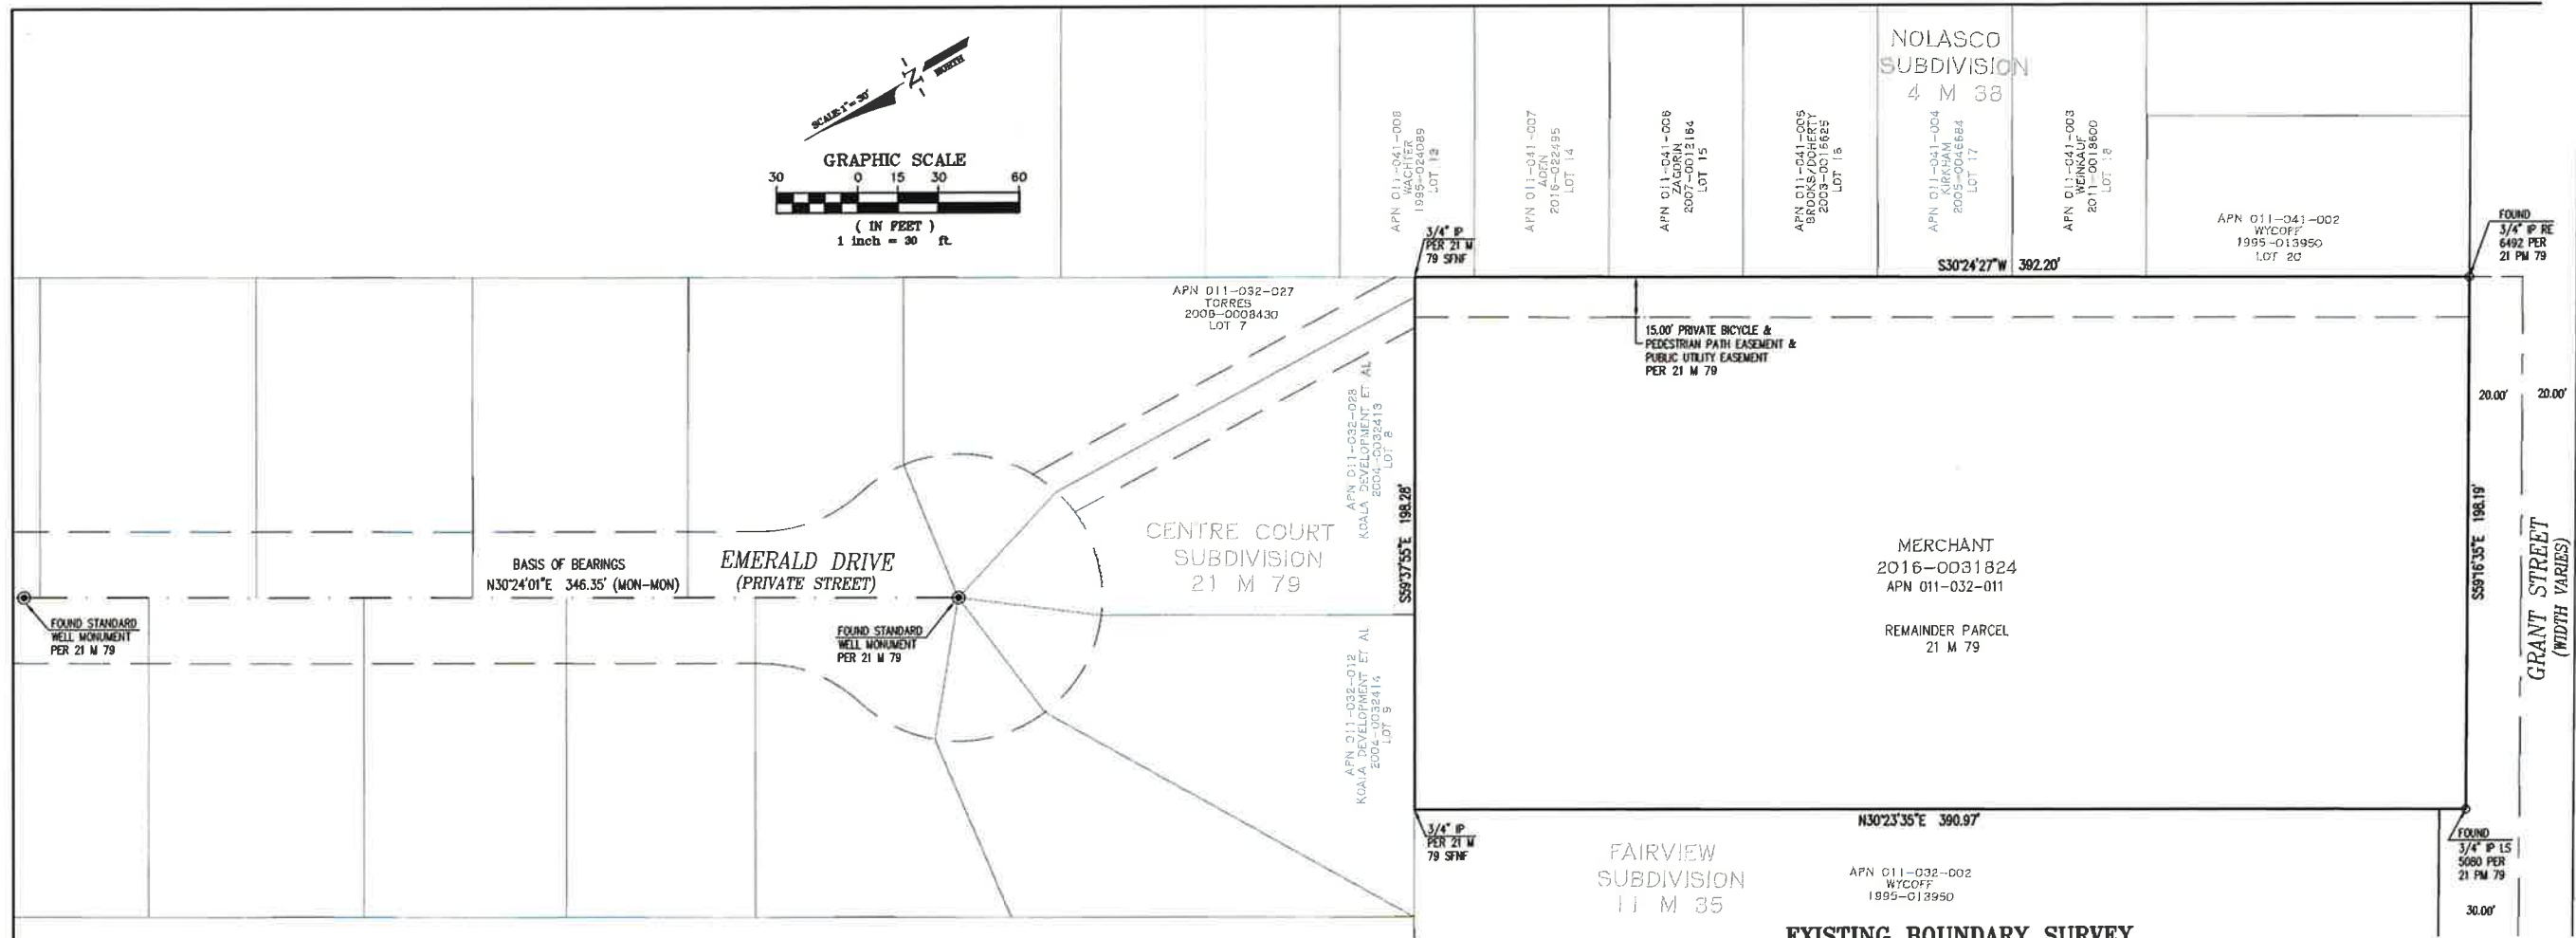 NOLASCO
SUBDIVISION
4 M 38
SCALE: 1" = 30'
Z
NORTH
GRAPHIC SCALE
30 0 15 30 60
( IN FEET )
1 inch = 30 ft.
APN 011-041-008
WACHTER
1995-024089
LOT 13
APN 011-041-007
ADEN
2016-022495
LOT 14
APN 011-041-006
ZAGORIN
2007-0012164
LOT 15
APN 011-041-005
BROOKS/DOHERTY
2003-0016625
LOT 16
APN 011-041-004
KIRKHAM
2005-0046684
LOT 17
APN 011-041-003
WEINKAUF
2011-0018600
LOT 18
APN 011-041-002
WYCOFF
1995-013950
LOT 20
FOUND
3/4" IP RE
6492 PER
21 PM 79
3/4" IP
PER 21 M
79 SFNF
S30°24'27"W 392.20'
APN 011-032-027
TORRES
2008-0008430
LOT 7
15.00' PRIVATE BICYCLE &
PEDESTRIAN PATH EASEMENT &
PUBLIC UTILITY EASEMENT
PER 21 M 79
20.00' 20.00'
APN 011-032-028
KOALA DEVELOPMENT ET AL
2004-0032413
LOT 8
S59°37'55"E 198.28'
CENTRE COURT
SUBDIVISION
21 M 79
BASIS OF BEARINGS
N30°24'01"E 346.35' (MON-MON)
EMERALD DRIVE
(PRIVATE STREET)
FOUND STANDARD
WELL MONUMENT
PER 21 M 79
FOUND STANDARD
WELL MONUMENT
PER 21 M 79
MERCHANT
2016-0031824
APN 011-032-011
REMAINDER PARCEL
21 M 79
S59°16'35"E 198.19'
GRANT STREET
(WIDTH VARIES)
APN 011-032-012
KOALA DEVELOPMENT ET AL
2004-0032414
LOT 9
3/4" IP
PER 21 M
79 SFNF
N30°23'35"E 390.97'
FOUND
3/4" IP LS
5080 PER
21 PM 79
FAIRVIEW
SUBDIVISION
11 M 35
APN 011-032-002
WYCOFF
1995-013950
30.00'
EXISTING BOUNDARY SURVEY